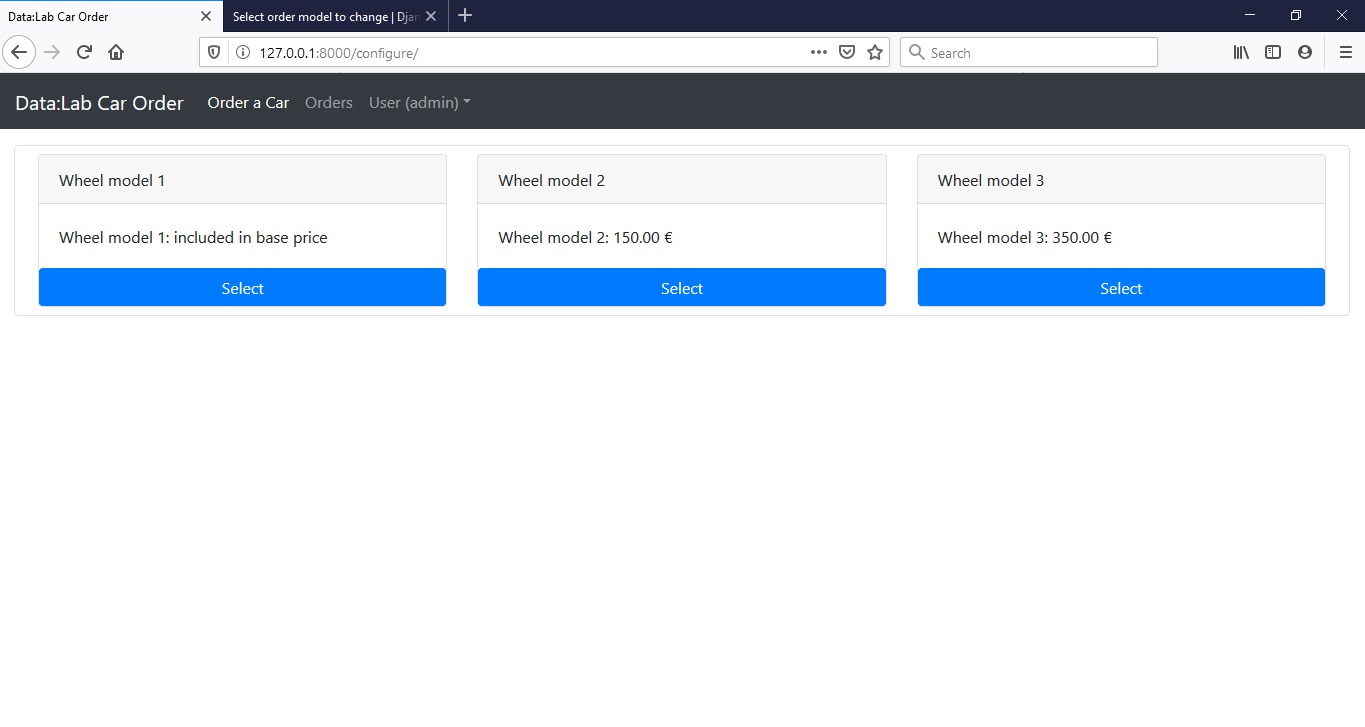 Data:Lab Car Order
Select order model to change | Djan
127.0.0.1:8000/configure/
Search
Data:Lab Car Order Order a Car Orders User (admin)
Wheel model 1
Wheel model 1: included in base price
Select
Wheel model 2
Wheel model 2: 150.00 €
Select
Wheel model 3
Wheel model 3: 350.00 €
Select